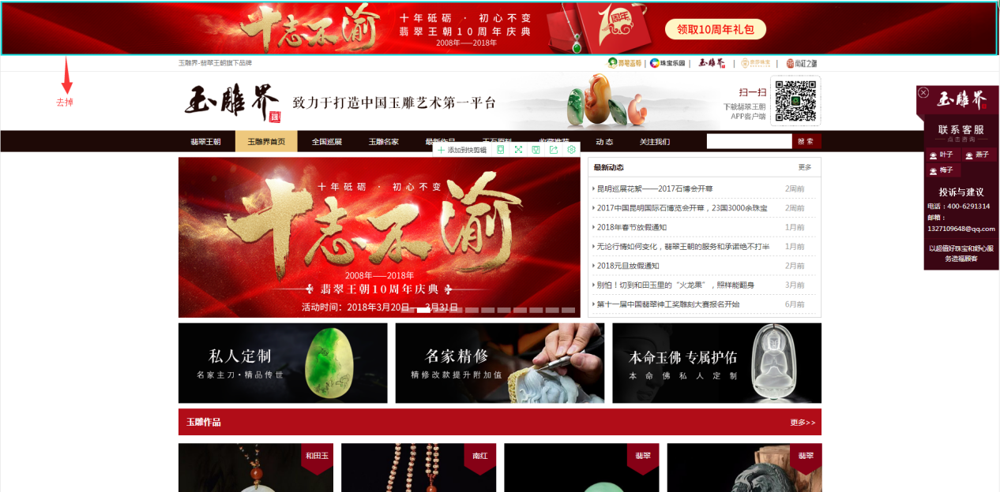 十志不渝
十年砥砺 · 初心不变
翡翠王朝10周年庆典
2008年——2018年
10周年
领取10周年礼包
去掉
玉雕界-翡翠王朝旗下品牌
珠宝乐园
玉雕界
南红之疆
玉雕界
致力于打造中国玉雕艺术第一平台
扫一扫
下载翡翠王朝
APP客户端
翡翠王朝
玉雕界首页
全国巡展
玉雕名家
最新作品
玉石原料
收藏推荐
动 态
关注我们
搜 索
添加到快剪辑
十年砥砺 · 初心不变
十志不渝
2008年——2018年
翡翠王朝10周年庆典
活动时间：2018年3月20日——3月31日
最新动态 更多
昆明巡展花絮——2017石博会开幕 2周前
2017中国昆明国际石博览会开幕，23国3000余珠宝 2周前
2018年春节放假通知 1月前
无论行情如何变化，翡翠王朝的服务和承诺绝不打半 1月前
2018元旦放假通知 2月前
别怕！切到和田玉里的“火龙果”，照样能翻身 3月前
第十一届中国翡翠神工奖雕刻大赛报名开始 6月前
玉雕界
联系客服
点击咨询
叶子 燕子
梅子
投诉与建议
电话：400-6291314
邮箱：
1327109648@qq.com
以超值好珠宝和舒心服
务造福顾客
私人定制
名家主刀·精品传世
名家精修
精修改款提升附加值
本命玉佛 专属护佑
本命佛私人定制
玉雕作品 更多>>
和田玉
南红
翡翠
翡翠